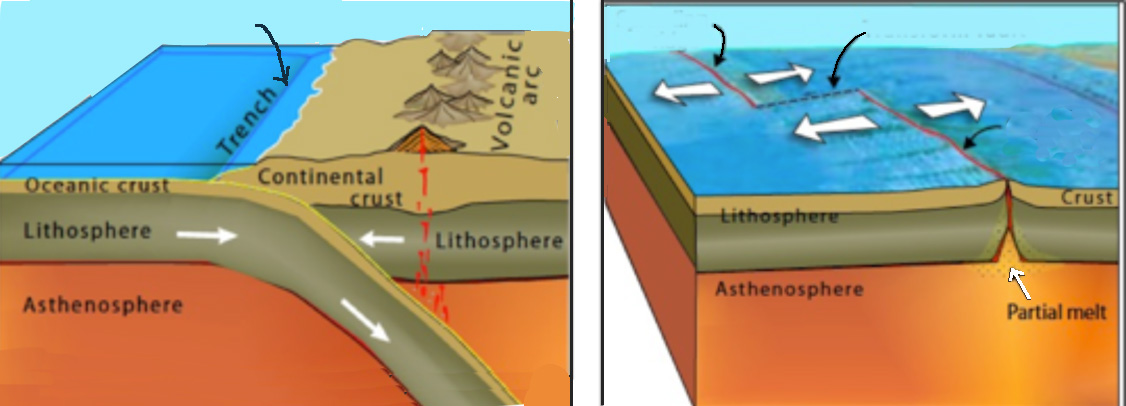 Trench
Volcanic
arc
Oceanic crust
Continental
crust
Lithosphere
Lithosphere
Asthenosphere
Lithosphere
Crust
Asthenosphere
Partial melt